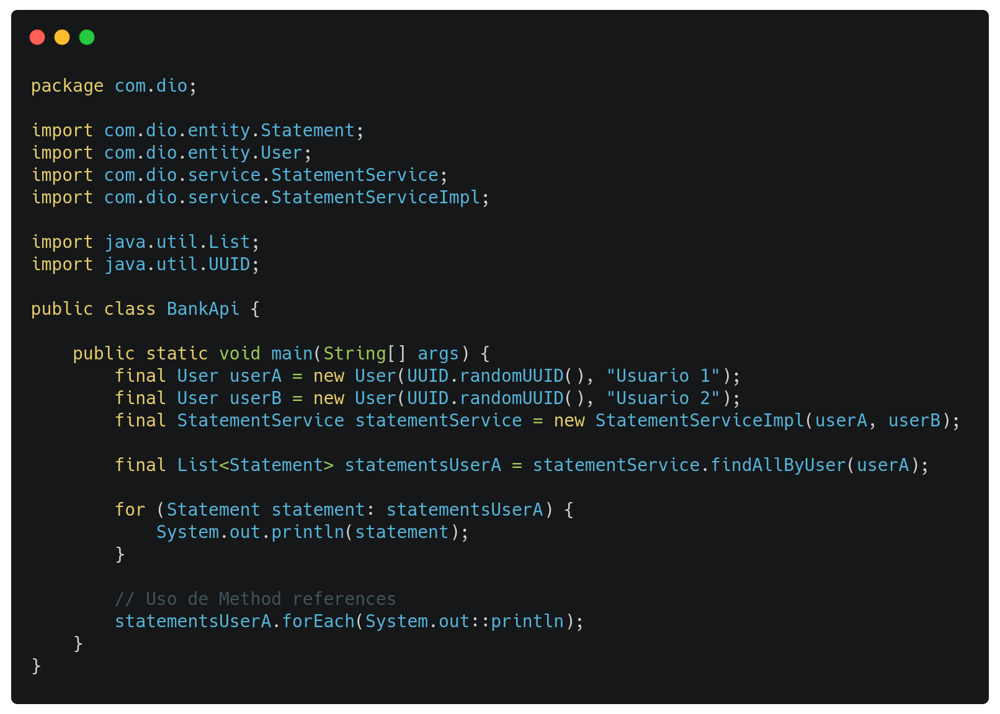 package com.dio;

import com.dio.entity.Statement;
import com.dio.entity.User;
import com.dio.service.StatementService;
import com.dio.service.StatementServiceImpl;

import java.util.List;
import java.util.UUID;

public class BankApi {

    public static void main(String[] args) {
        final User userA = new User(UUID.randomUUID(), "Usuario 1");
        final User userB = new User(UUID.randomUUID(), "Usuario 2");
        final StatementService statementService = new StatementServiceImpl(userA, userB);

        final List<Statement> statementsUserA = statementService.findAllByUser(userA);

        for (Statement statement: statementsUserA) {
            System.out.println(statement);
        }

        // Uso de Method references
        statementsUserA.forEach(System.out::println);
    }
}